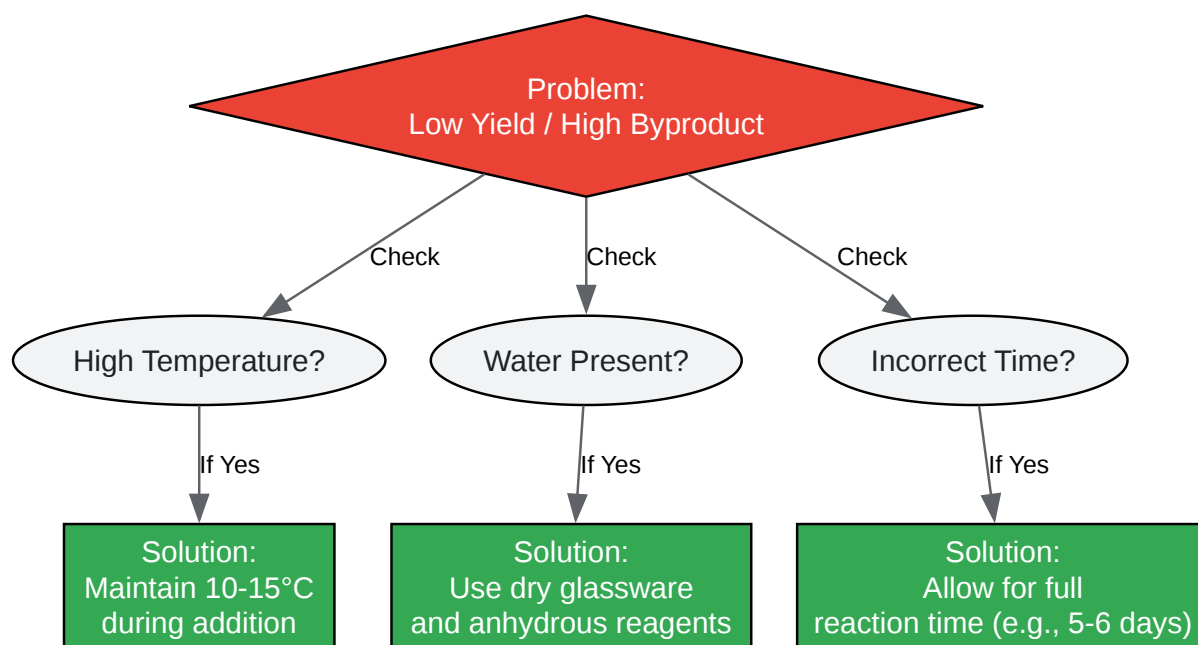 Problem:
Low Yield / High Byproduct
Check
Check
Check
High Temperature?
Water Present?
Incorrect Time?
If Yes
If Yes
If Yes
Solution:
Maintain 10-15°C
during addition
Solution:
Use dry glassware
and anhydrous reagents
Solution:
Allow for full
reaction time (e.g., 5-6 days)